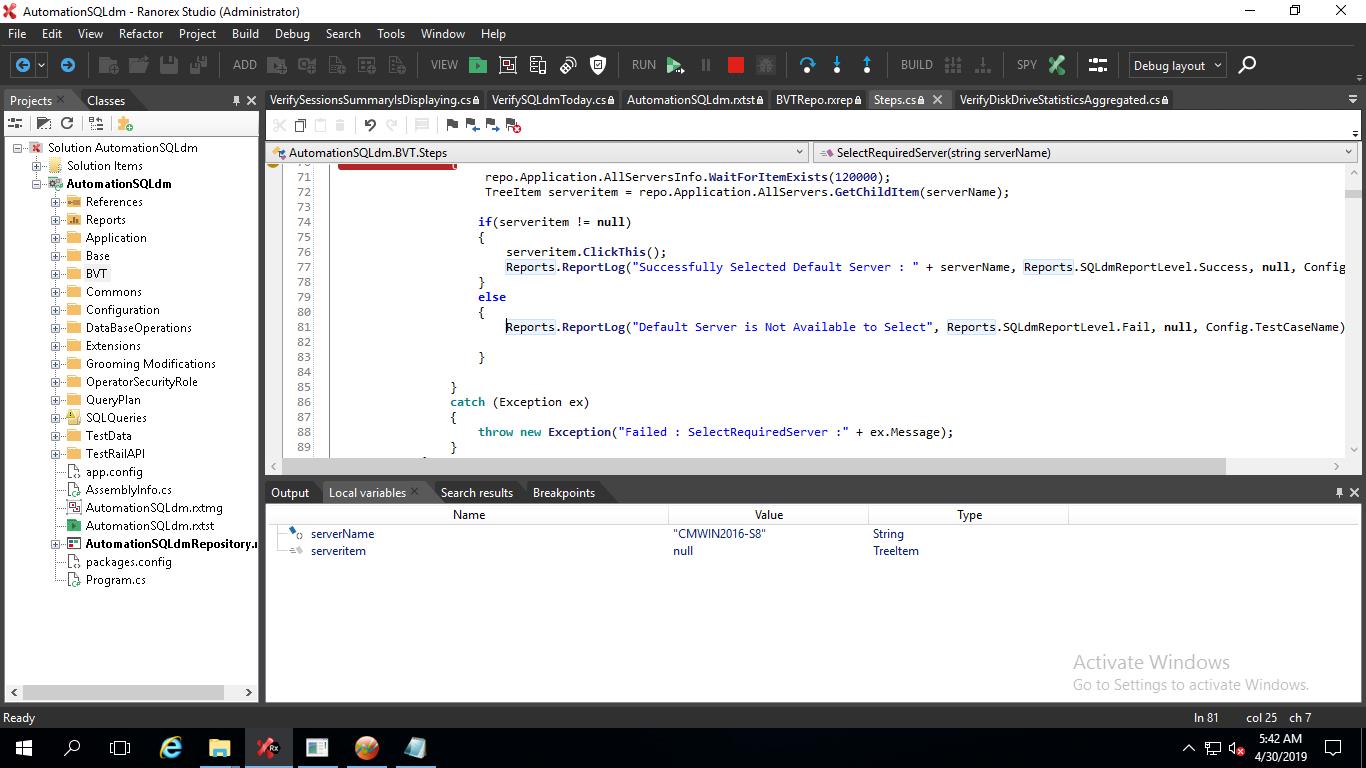 AutomationSQLdm - Ranorex Studio (Administrator)
File Edit View Refactor Project Build Debug Search Tools Window Help
ADD VIEW RUN BUILD SPY Debug layout
Projects Classes
VerifySessionsSummaryIsDisplaying.cs VerifySQLdmToday.cs AutomationSQLdm.rxtst BVTRepo.rxrep Steps.cs VerifyDiskDriveStatisticsAggregated.cs
AutomationSQLdm.BVT.Steps SelectRequiredServer(string serverName)
Solution AutomationSQLdm
Solution Items
AutomationSQLdm
References
Reports
Application
Base
BVT
Commons
Configuration
DataBaseOperations
Extensions
Grooming Modifications
OperatorSecurityRole
QueryPlan
SQLQueries
TestData
TestRailAPI
app.config
AssemblyInfo.cs
AutomationSQLdm.rxtmg
AutomationSQLdm.rxtst
AutomationSQLdmRepository.
packages.config
Program.cs
71 repo.Application.AllServersInfo.WaitForItemExists(120000);
72 TreeItem serveritem = repo.Application.AllServers.GetChildItem(serverName);
73
74 if(serveritem != null)
75 {
76 serveritem.ClickThis();
77 Reports.ReportLog("Successfully Selected Default Server : " + serverName, Reports.SQLdmReportLevel.Success, null, Config
78 }
79 else
80 {
81 Reports.ReportLog("Default Server is Not Available to Select", Reports.SQLdmReportLevel.Fail, null, Config.TestCaseName)
82
83 }
84
85 }
86 catch (Exception ex)
87 {
88 throw new Exception("Failed : SelectRequiredServer :" + ex.Message);
89 }
Output Local variables Search results Breakpoints
Name Value Type
serverName "CMWIN2016-S8" String
serveritem null TreeItem
Activate Windows
Go to Settings to activate Windows.
Ready ln 81 col 25 ch 7
5:42 AM
4/30/2019